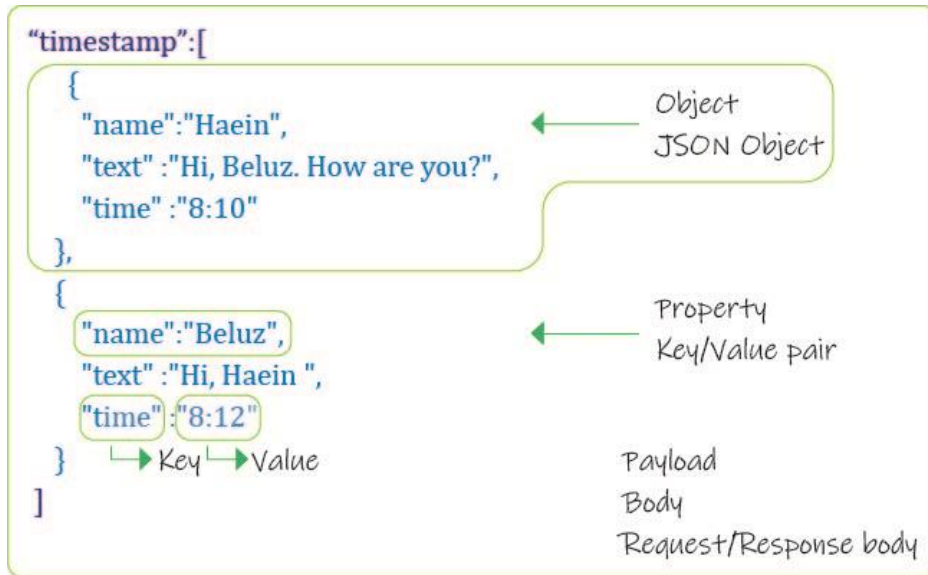 “timestamp”:[
{
"name":"Haein",
"text" :"Hi, Beluz. How are you?",
"time" :"8:10"
},
Object
JSON Object
{
"name":"Beluz",
"text" :"Hi, Haein ",
"time" :"8:12"
}
]
Property
Key/Value pair
Key
Value
Payload
Body
Request/Response body